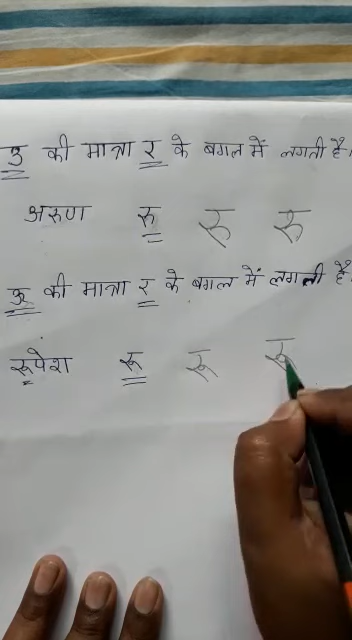 उ की मात्रा र के बगल में लगती है।
अरुण रु रु रु
ऊ की मात्रा र के बगल में लगती है
रूपेश रू रू रू